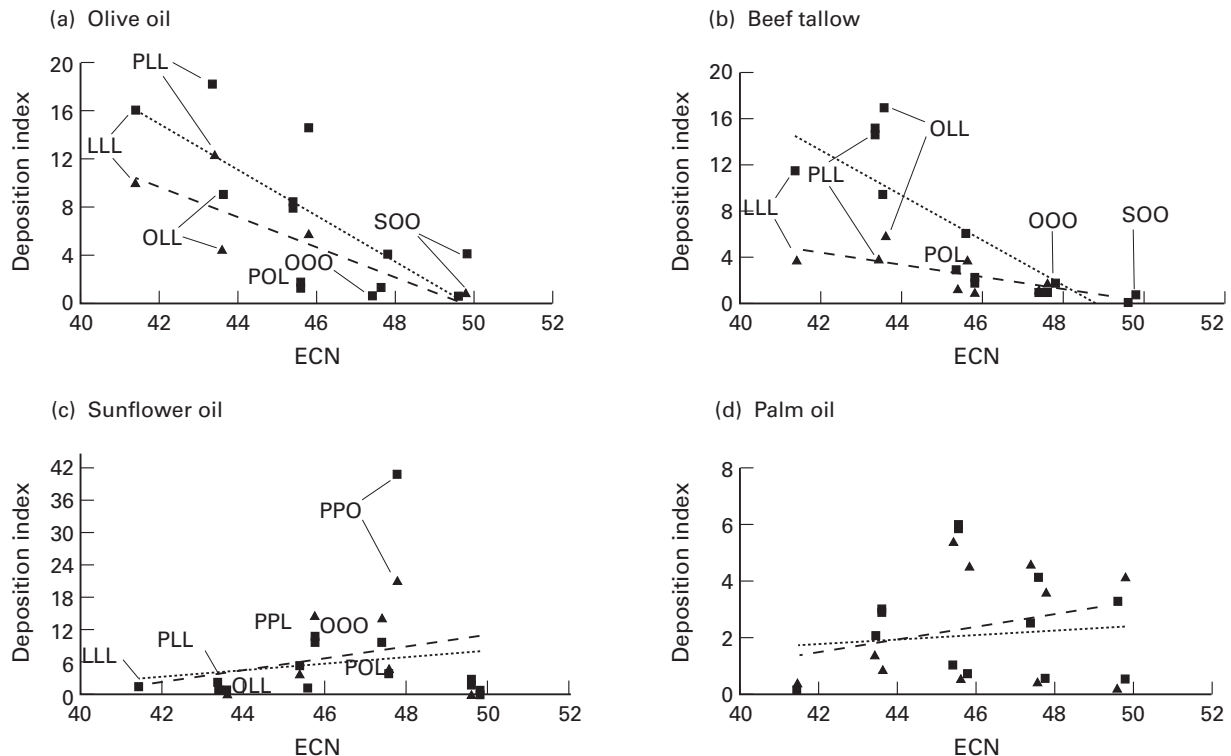 (a) Olive oil
Deposition index
20
16
12
8
4
0
PLL
LLL
OLL
SOO
POL
OOO
40 42 44 46 48 50 52
ECN
(b) Beef tallow
Deposition index
20
16
12
8
4
0
OLL
PLL
LLL
OOO
SOO
POL
40 42 44 46 48 50 52
ECN
(c) Sunflower oil
Deposition index
42
36
30
24
18
12
6
0
PPO
PPL
OOO
PLL
LLL
POL
OLL
40 42 44 46 48 50 52
ECN
(d) Palm oil
Deposition index
8
6
4
2
0
40 42 44 46 48 50 52
ECN